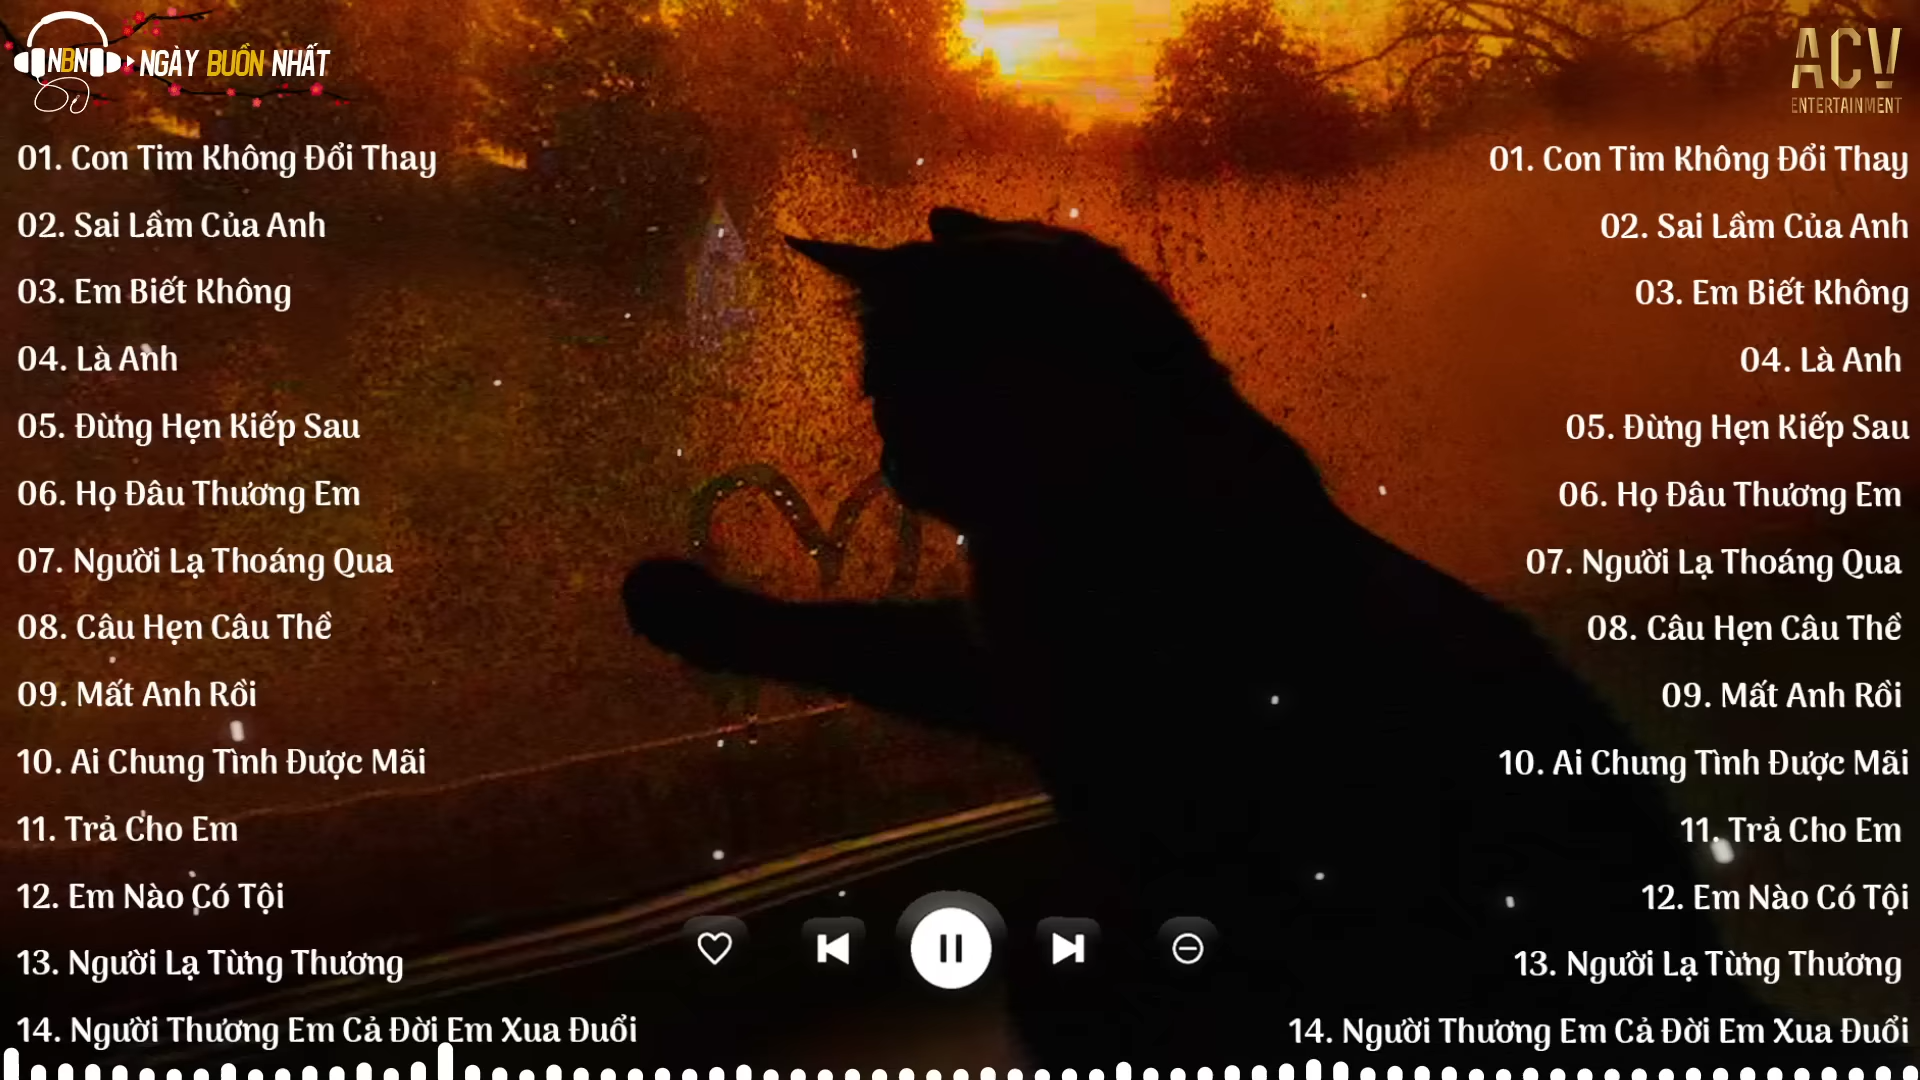 NBN NGÀY BUỒN NHẤT
ACV
ENTERTAINMENT
01. Con Tim Không Đổi Thay
02. Sai Lầm Của Anh
03. Em Biết Không
04. Là Anh
05. Đừng Hẹn Kiếp Sau
06. Họ Đâu Thương Em
07. Người Lạ Thoáng Qua
08. Câu Hẹn Câu Thề
09. Mất Anh Rồi
10. Ai Chung Tình Được Mãi
11. Trả Cho Em
12. Em Nào Có Tội
13. Người Lạ Từng Thương
14. Người Thương Em Cả Đời Em Xua Đuổi
01. Con Tim Không Đổi Thay
02. Sai Lầm Của Anh
03. Em Biết Không
04. Là Anh
05. Đừng Hẹn Kiếp Sau
06. Họ Đâu Thương Em
07. Người Lạ Thoáng Qua
08. Câu Hẹn Câu Thề
09. Mất Anh Rồi
10. Ai Chung Tình Được Mãi
11. Trả Cho Em
12. Em Nào Có Tội
13. Người Lạ Từng Thương
14. Người Thương Em Cả Đời Em Xua Đuổi